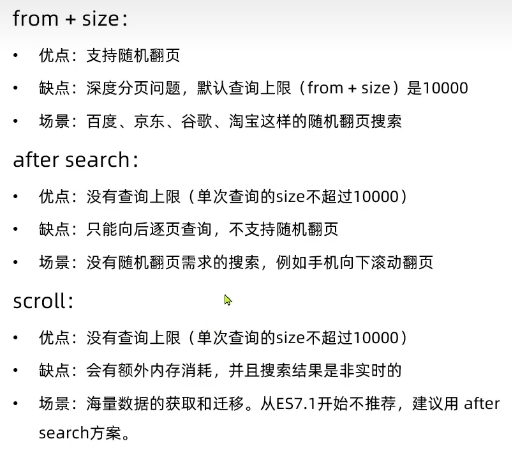 from + size：
• 优点：支持随机翻页
• 缺点：深度分页问题，默认查询上限（from + size）是10000
• 场景：百度、京东、谷歌、淘宝这样的随机翻页搜索
after search：
• 优点：没有查询上限（单次查询的size不超过10000）
• 缺点：只能向后逐页查询，不支持随机翻页
• 场景：没有随机翻页需求的搜索，例如手机向下滚动翻页
scroll：
• 优点：没有查询上限（单次查询的size不超过10000）
• 缺点：会有额外内存消耗，并且搜索结果是非实时的
• 场景：海量数据的获取和迁移。从ES7.1开始不推荐，建议用 after
search方案。